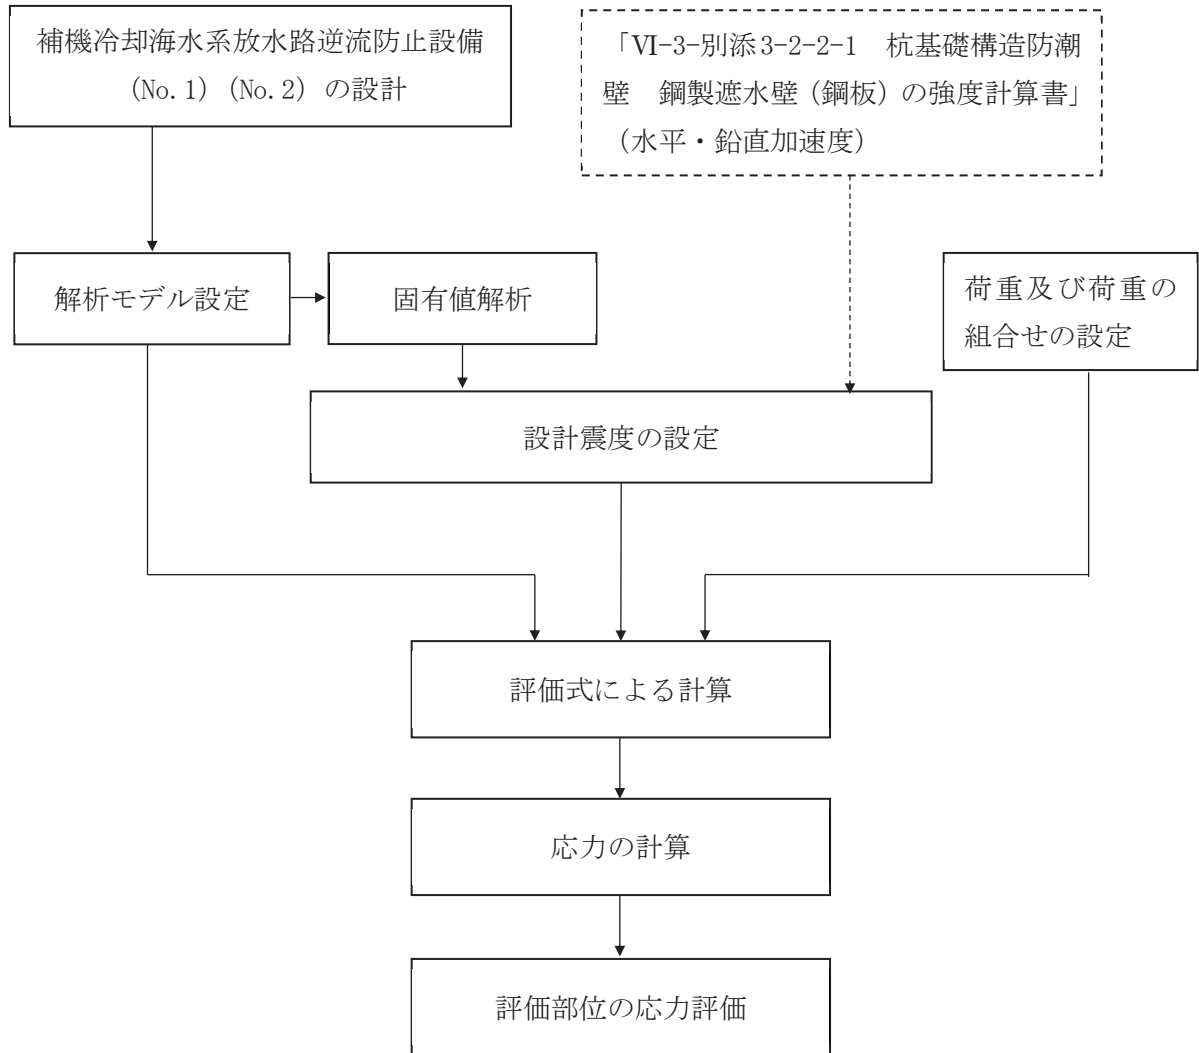 補機冷却海水系放水路逆流防止設備
(No.1) (No.2) の設計
「Ⅵ-3-別添3-2-2-1　杭基礎構造防潮
壁　鋼製遮水壁(鋼板)の強度計算書」
(水平・鉛直加速度)
解析モデル設定
固有値解析
荷重及び荷重の
組合せの設定
設計震度の設定
評価式による計算
応力の計算
評価部位の応力評価